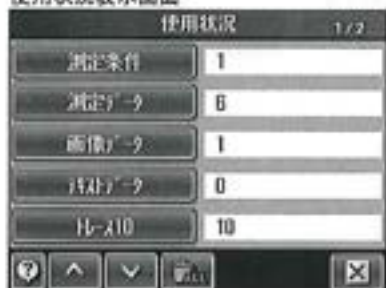 使用状況 1/2
測定条件 1
測定ﾃﾞｰﾀ 6
画像ﾃﾞｰﾀ 1
ﾃｷｽﾄﾃﾞｰﾀ 0
ﾄﾚｰｽ10 10